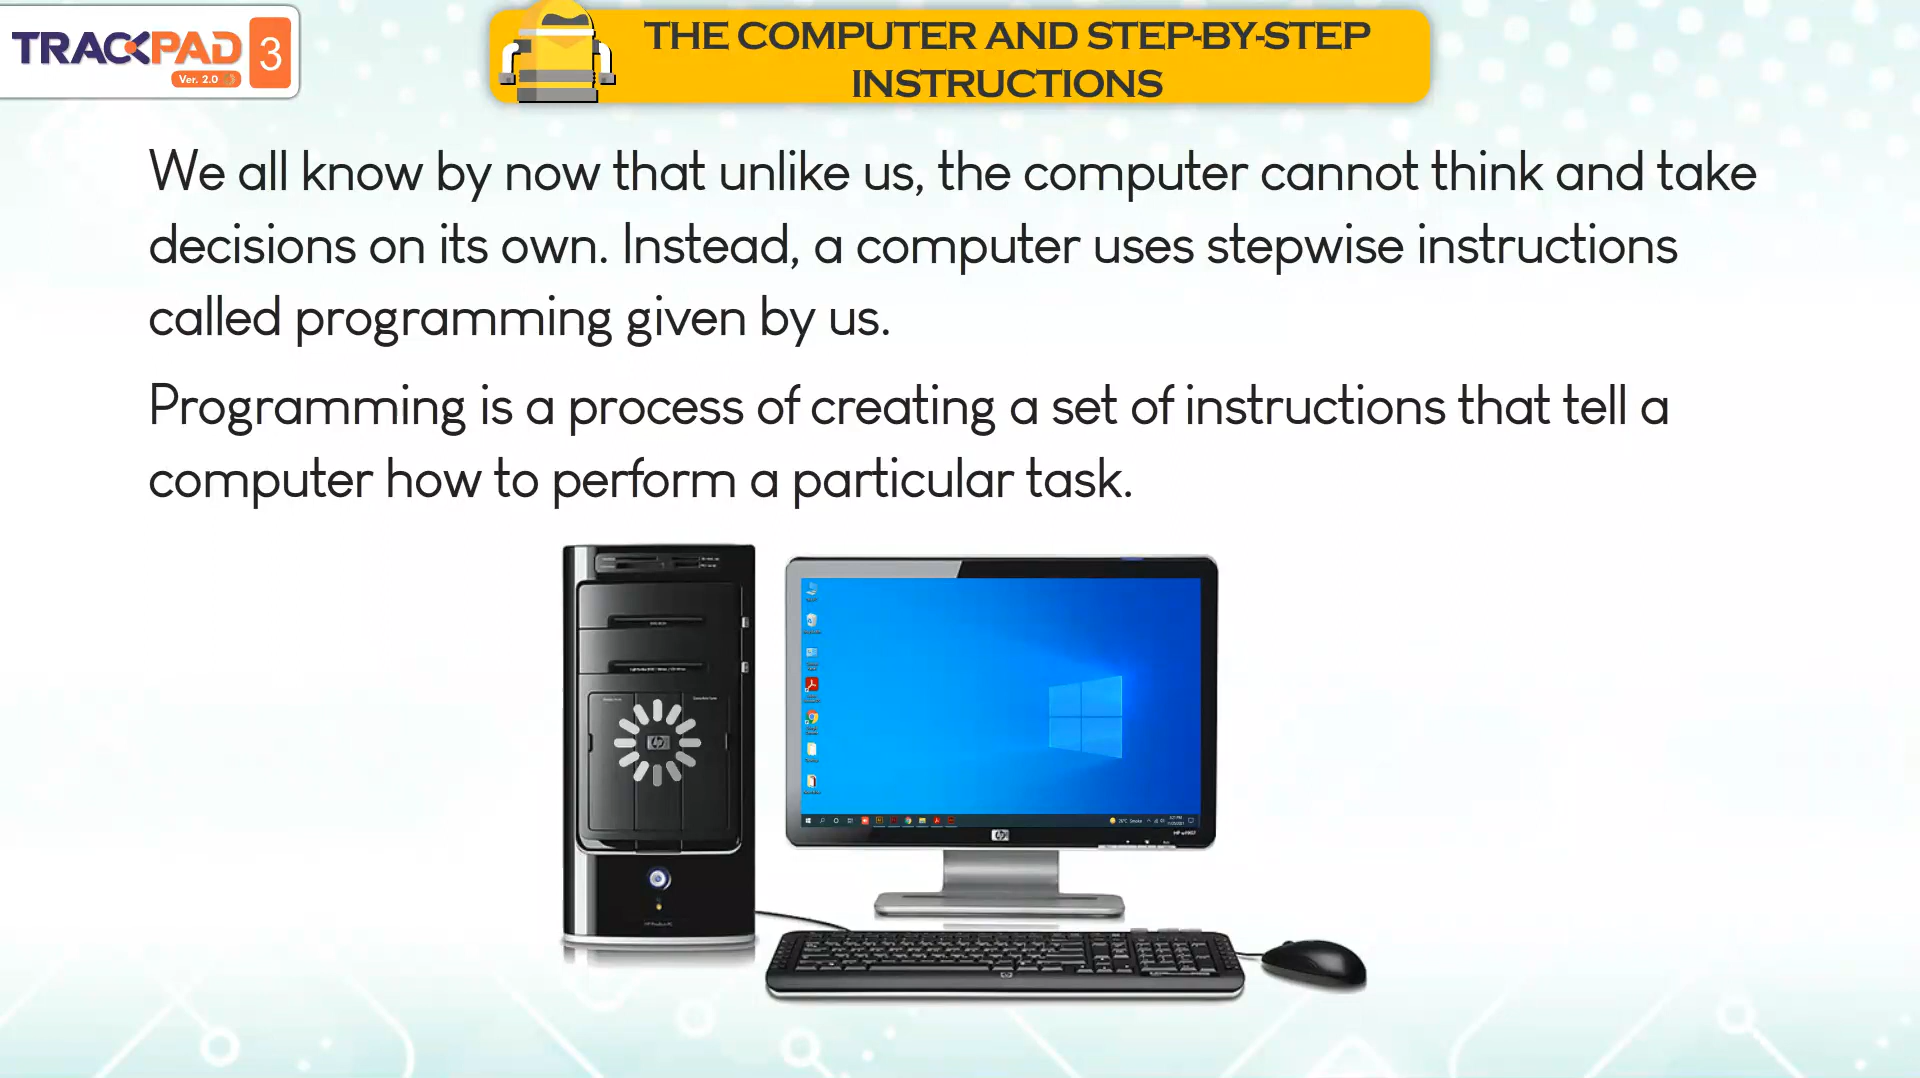 TRACKPAD 3
Ver. 2.0
THE COMPUTER AND STEP-BY-STEP
INSTRUCTIONS
We all know by now that unlike us, the computer cannot think and take
decisions on its own. Instead, a computer uses stepwise instructions
called programming given by us.
Programming is a process of creating a set of instructions that tell a
computer how to perform a particular task.
hp
hp